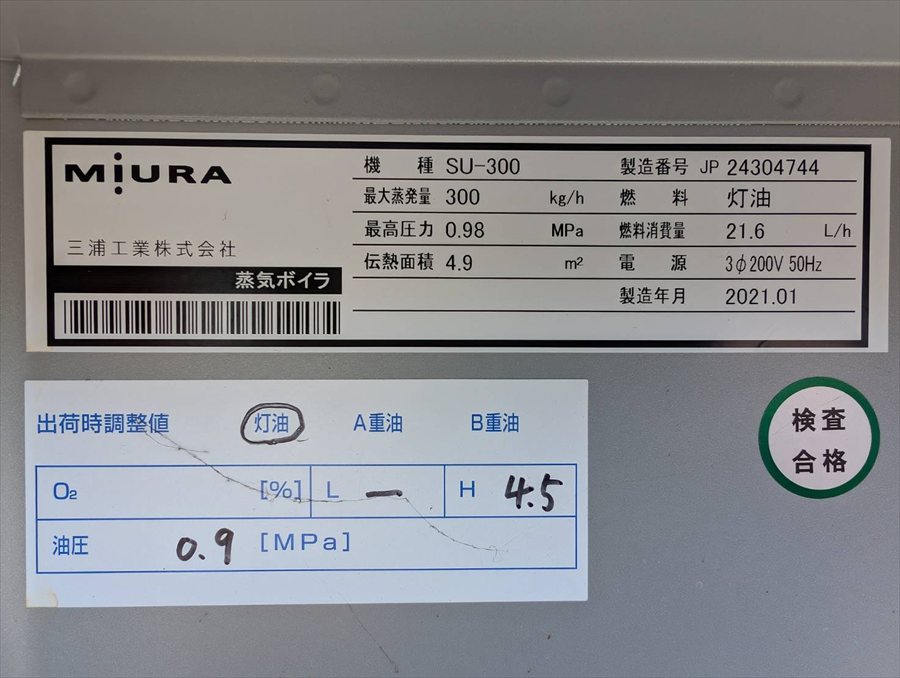 MIURA
三浦工業株式会社
蒸気ボイラ
機種 SU-300 製造番号 JP 24304744
最大蒸発量 300 kg/h 燃料 灯油
最高圧力 0.98 MPa 燃料消費量 21.6 L/h
伝熱面積 4.9 m² 電源 3φ200V 50Hz
製造年月 2021.01
出荷時調整値 灯油 A重油 B重油
O₂ [%] L — H 4.5
油圧 0.9 [MPa]
検査
合格